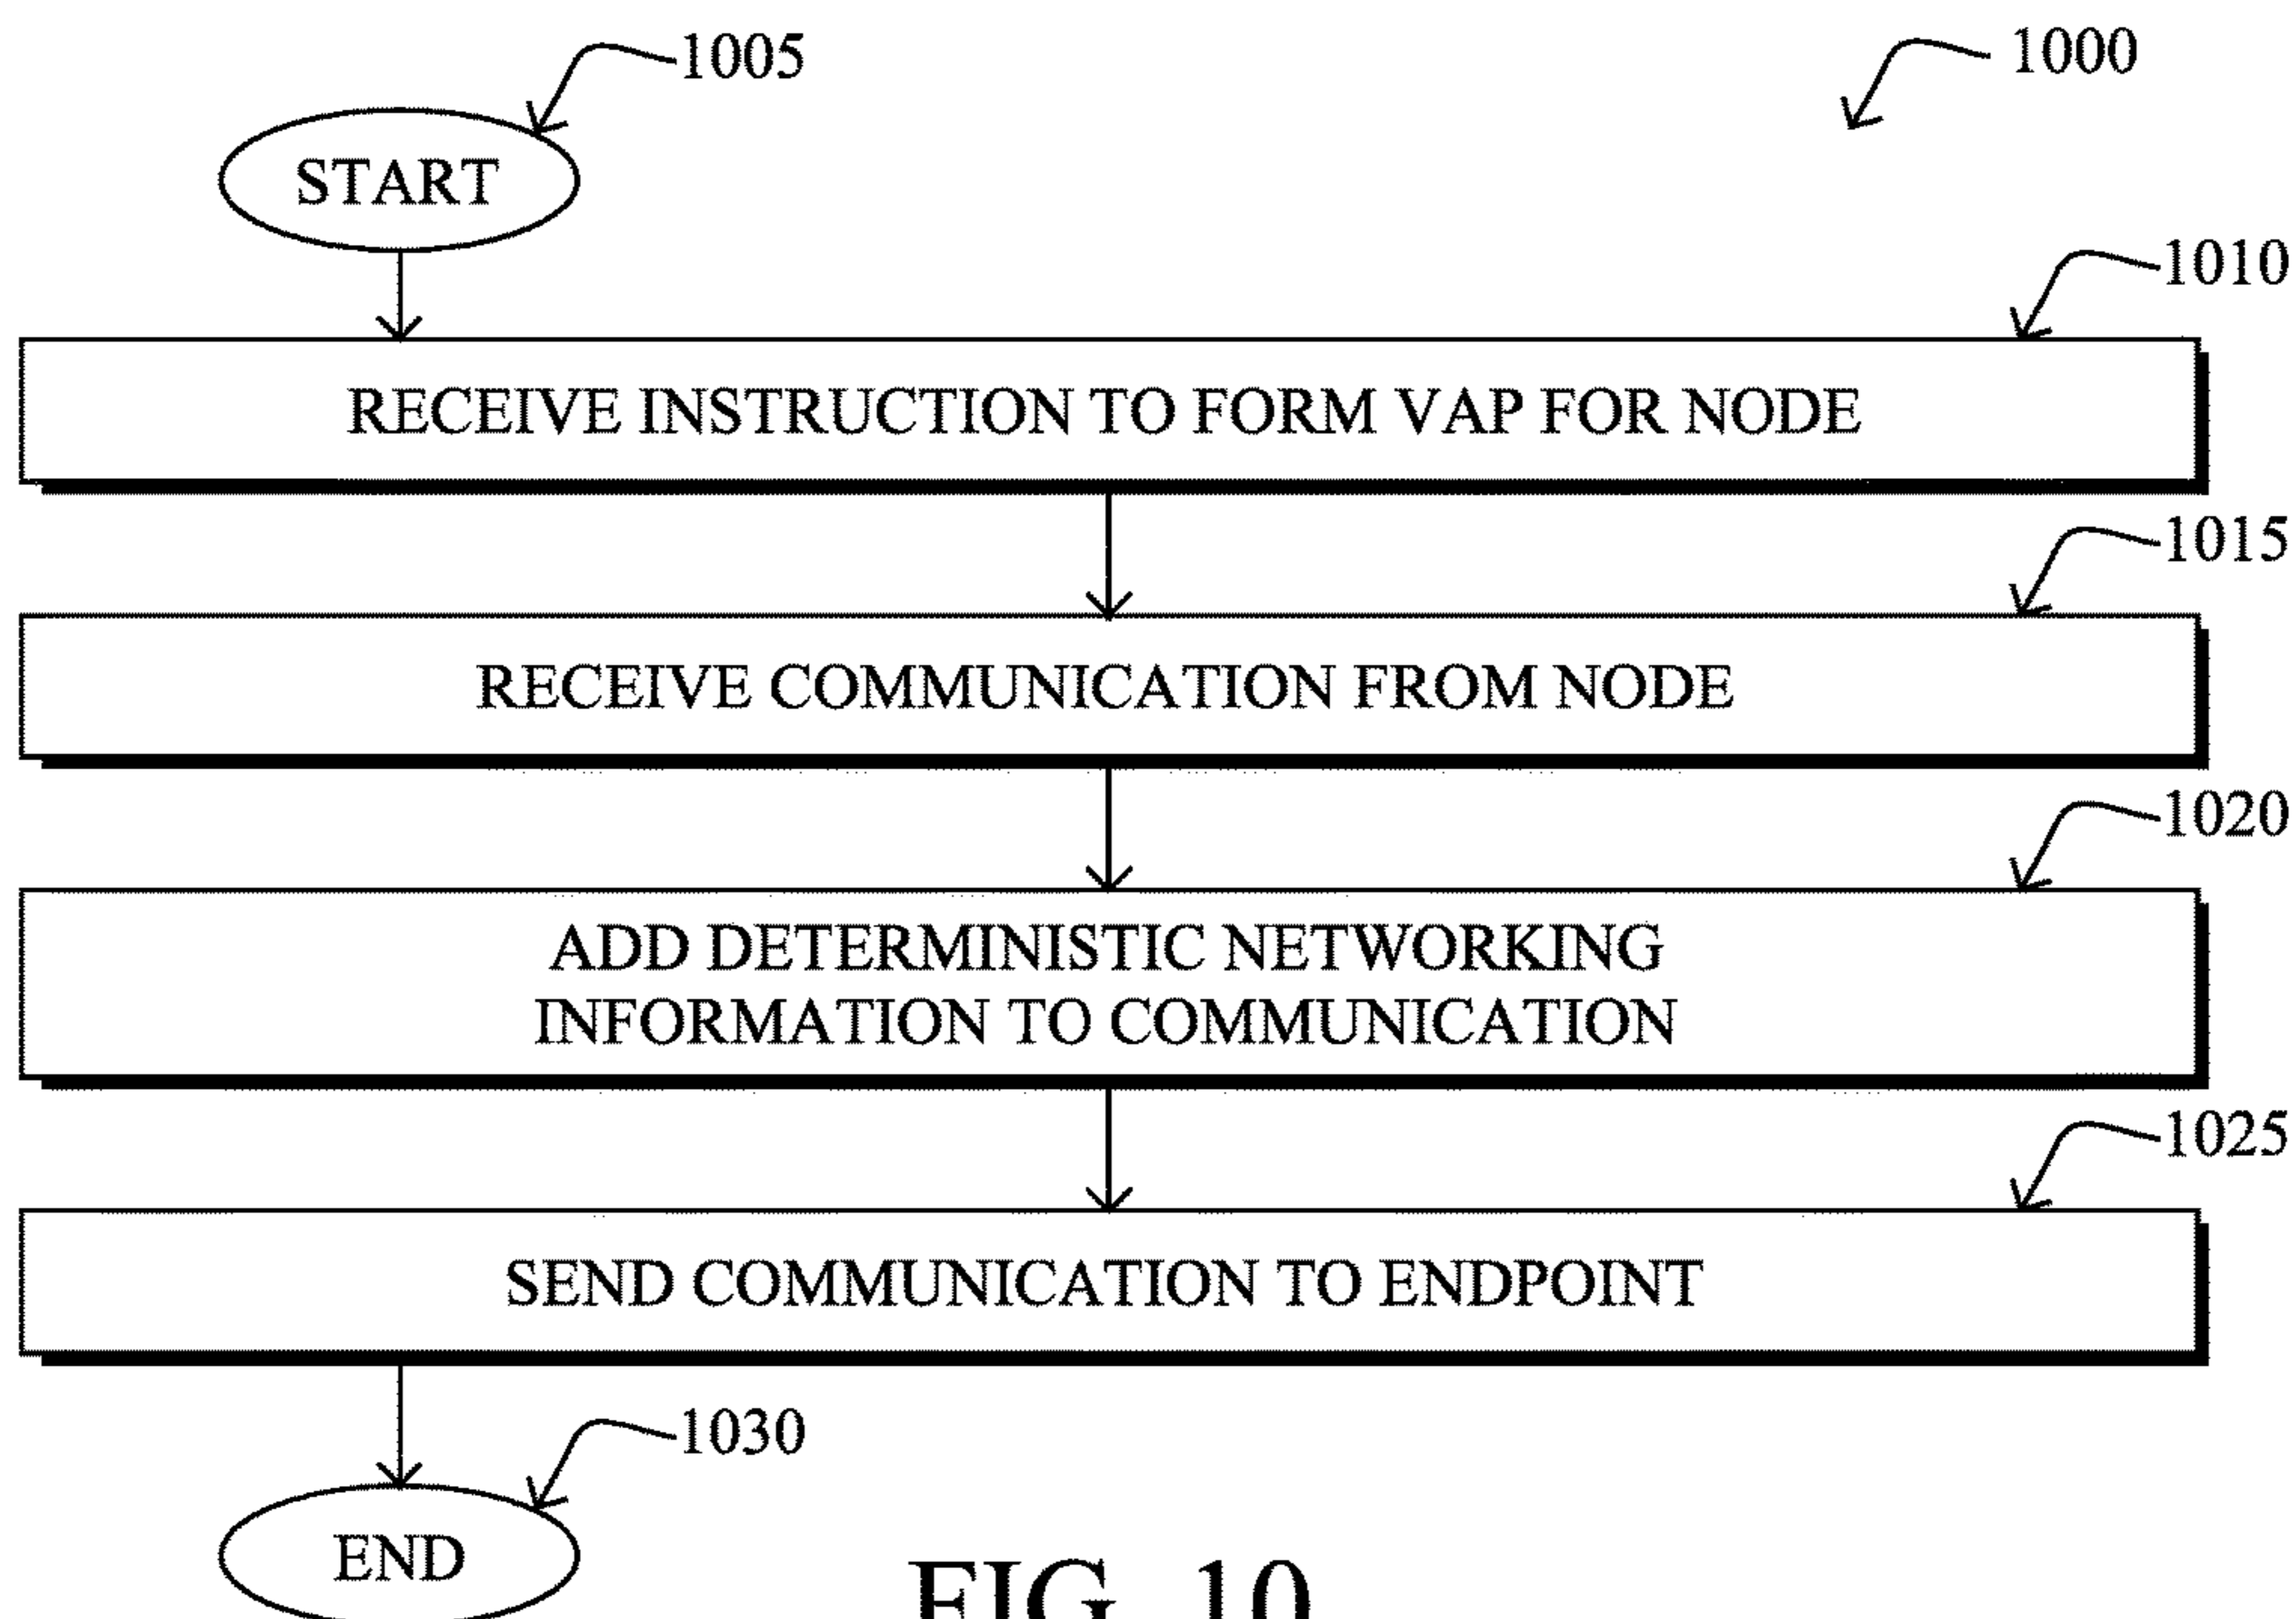 1005
1000
START
1010
RECEIVE INSTRUCTION TO FORM VAP FOR NODE
1015
RECEIVE COMMUNICATION FROM NODE
1020
ADD DETERMINISTIC NETWORKING
INFORMATION TO COMMUNICATION
1025
SEND COMMUNICATION TO ENDPOINT
1030
END
FIG. 10